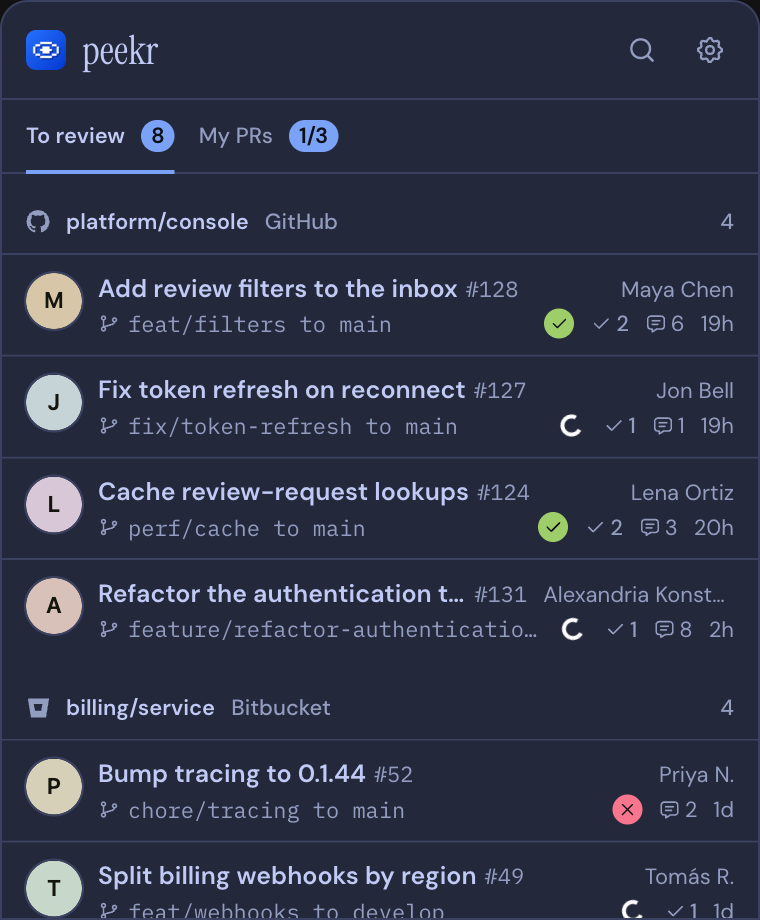 peekr
To review 8 My PRs 1/3
platform/console GitHub 4
M Add review filters to the inbox #128 Maya Chen
feat/filters to main 2 6 19h
J Fix token refresh on reconnect #127 Jon Bell
fix/token-refresh to main 1 1 19h
L Cache review-request lookups #124 Lena Ortiz
perf/cache to main 2 3 20h
A Refactor the authentication t... #131 Alexandria Konst...
feature/refactor-authenticatio... 1 8 2h
billing/service Bitbucket 4
P Bump tracing to 0.1.44 #52 Priya N.
chore/tracing to main 2 1d
T Split billing webhooks by region #49 Tomás R.
feat/webhooks to develop 1 1d